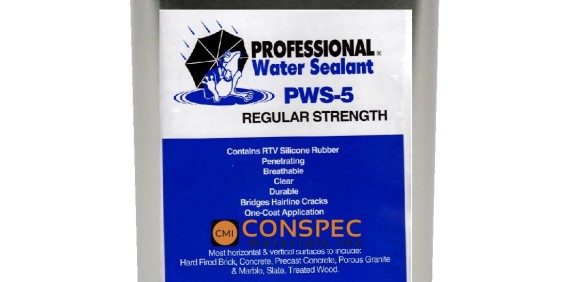 PROFESSIONAL®
Water Sealant
PWS-5
REGULAR STRENGTH
Contains RTV Silicone Rubber
Penetrating
Breathable
Clear
Durable
Bridges Hairline Cracks
One-Coat Application
CMI CONSPEC
Most horizontal & vertical surfaces to include:
Hard Fired Brick, Concrete, Precast Concrete, Porous Granite
& Marble, Slate, Treated Wood.